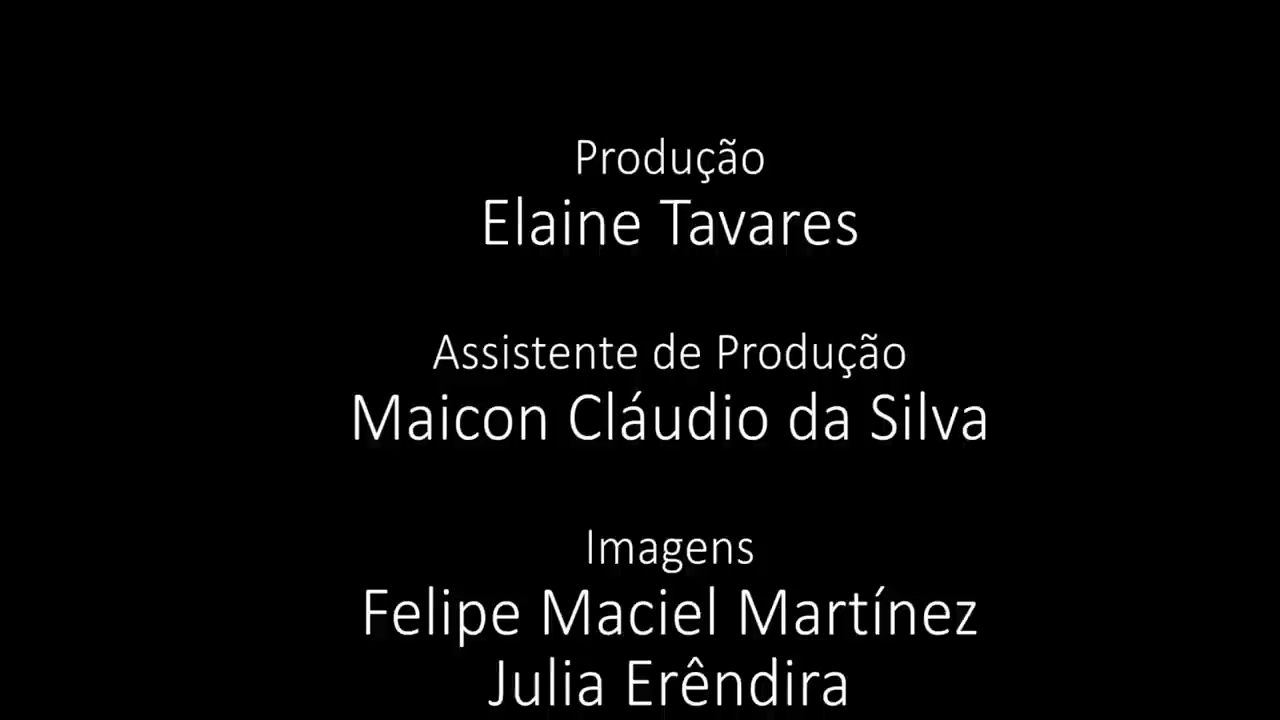 Produção
Elaine Tavares
Assistente de Produção
Maicon Cláudio da Silva
Imagens
Felipe Maciel Martínez
Julia Erêndira